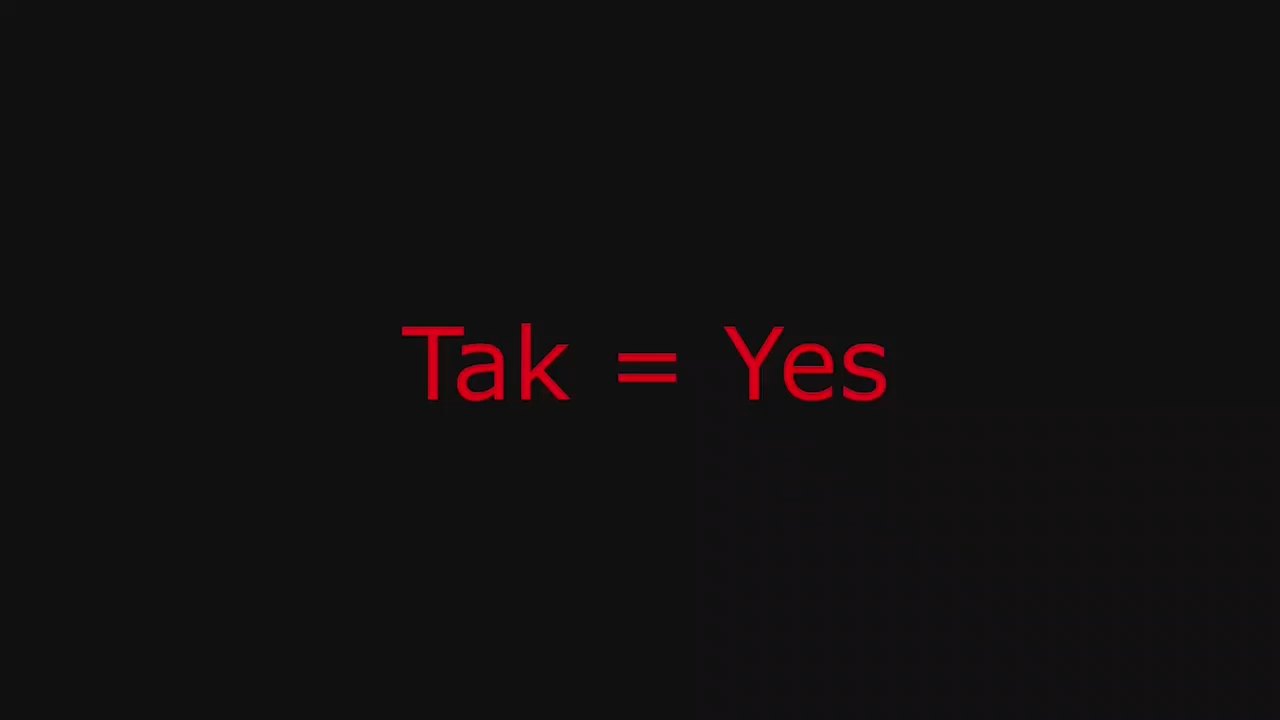 Tak = Yes